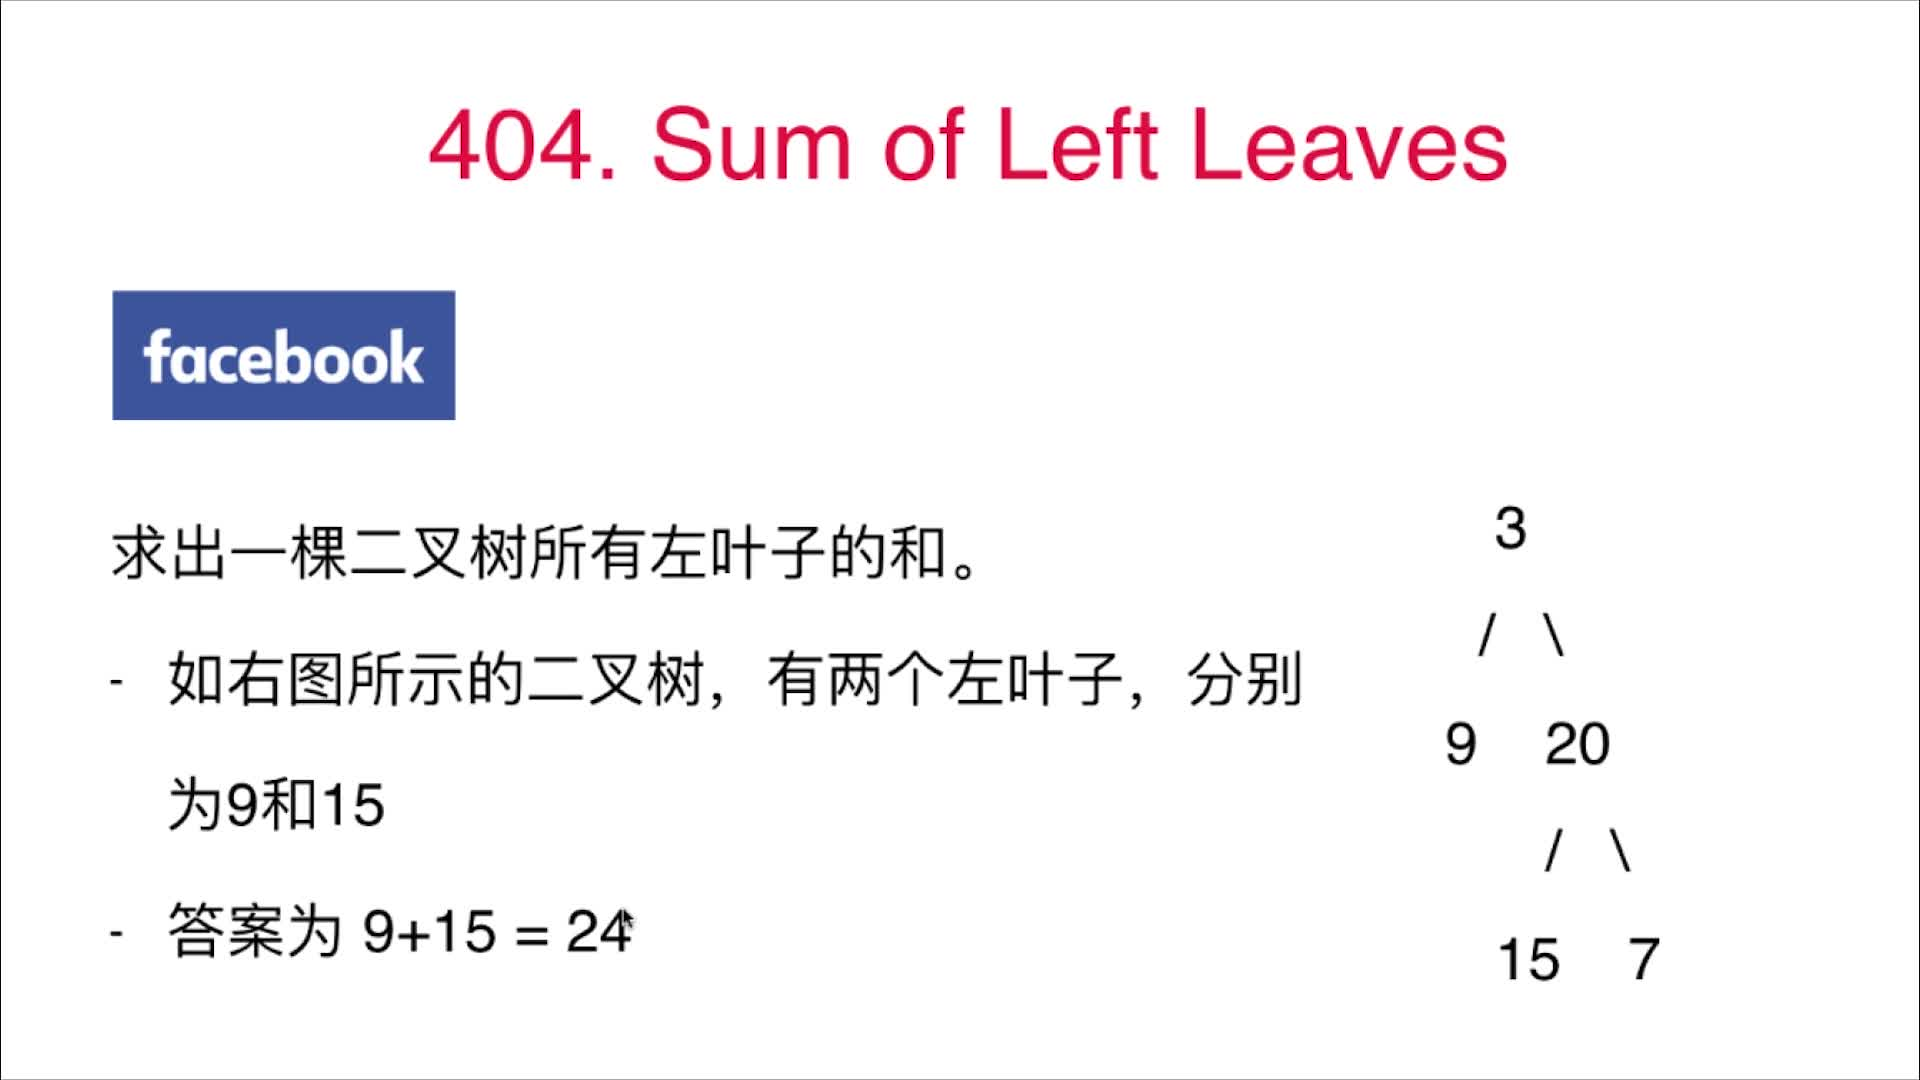 404. Sum of Left Leaves
facebook
求出一棵二叉树所有左叶子的和。
- 如右图所示的二叉树，有两个左叶子，分别
为9和15
- 答案为 9+15 = 24
3
/ \
9 20
/ \
15 7